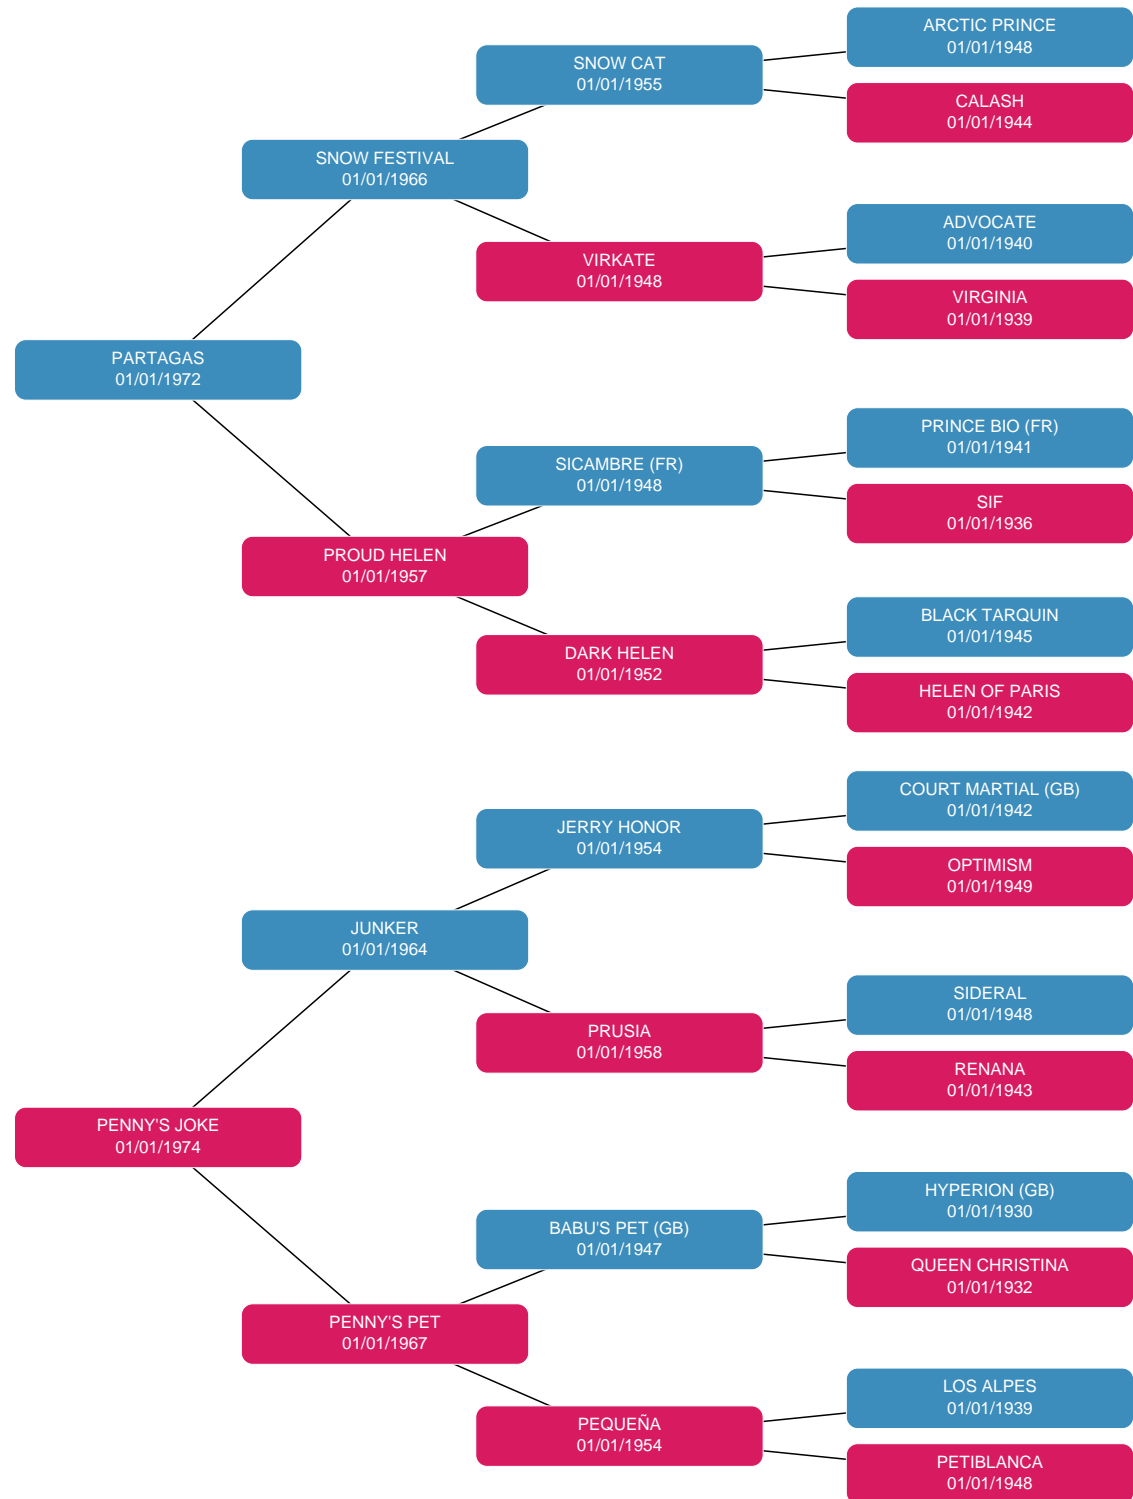 ARCTIC PRINCE
01/01/1948
SNOW CAT
01/01/1955
CALASH
01/01/1944
SNOW FESTIVAL
01/01/1966
ADVOCATE
01/01/1940
VIRKATE
01/01/1948
VIRGINIA
01/01/1939
PARTAGAS
01/01/1972
PRINCE BIO (FR)
01/01/1941
SICAMBRE (FR)
01/01/1948
SIF
01/01/1936
PROUD HELEN
01/01/1957
BLACK TARQUIN
01/01/1945
DARK HELEN
01/01/1952
HELEN OF PARIS
01/01/1942
COURT MARTIAL (GB)
01/01/1942
JERRY HONOR
01/01/1954
OPTIMISM
01/01/1949
JUNKER
01/01/1964
SIDERAL
01/01/1948
PRUSIA
01/01/1958
RENANA
01/01/1943
PENNY'S JOKE
01/01/1974
HYPERION (GB)
01/01/1930
BABU'S PET (GB)
01/01/1947
QUEEN CHRISTINA
01/01/1932
PENNY'S PET
01/01/1967
LOS ALPES
01/01/1939
PEQUEÑA
01/01/1954
PETIBLANCA
01/01/1948